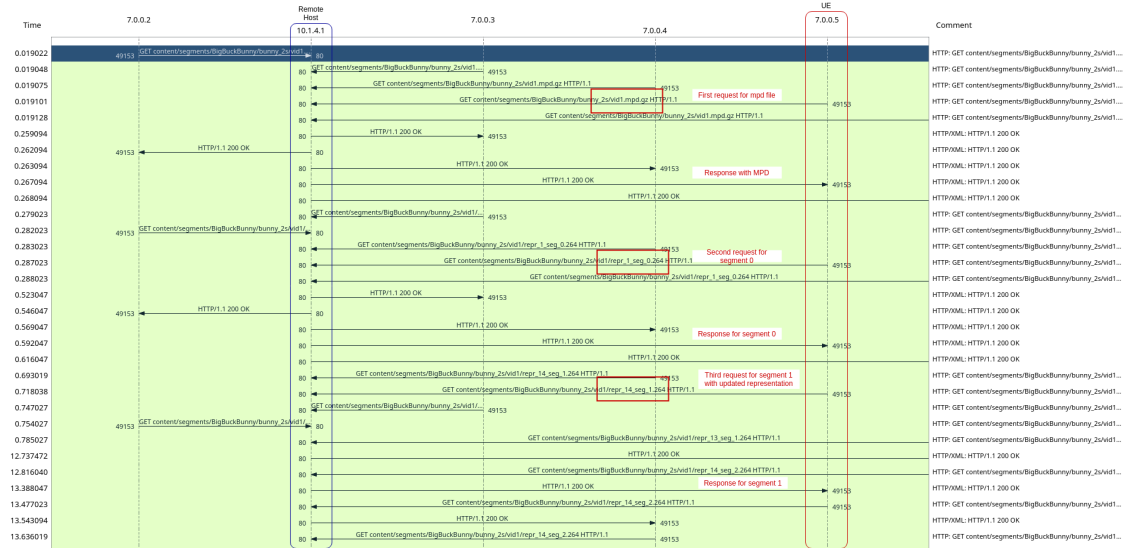 Time 7.0.0.2 Remote Host 10.1.4.1 7.0.0.3 7.0.0.4 UE 7.0.0.5 Comment
0.019022 49153 GET content/segments/BigBuckBunny/bunny_2s/vid1... 80 HTTP: GET content/segments/BigBuckBunny/bunny_2s/vid1....
0.019048 80 GET content/segments/BigBuckBunny/bunny_2s/vid1.... 49153 HTTP: GET content/segments/BigBuckBunny/bunny_2s/vid1....
0.019075 80 GET content/segments/BigBuckBunny/bunny_2s/vid1.mpd.gz HTTP/1.1 49153 HTTP: GET content/segments/BigBuckBunny/bunny_2s/vid1....
First request for mpd file
0.019101 80 GET content/segments/BigBuckBunny/bunny_2s/vid1.mpd.gz HTTP/1.1 49153 HTTP: GET content/segments/BigBuckBunny/bunny_2s/vid1....
0.019128 80 GET content/segments/BigBuckBunny/bunny_2s/vid1.mpd.gz HTTP/1.1 HTTP: GET content/segments/BigBuckBunny/bunny_2s/vid1....
0.259094 80 HTTP/1.1 200 OK 49153 HTTP/XML: HTTP/1.1 200 OK
0.262094 49153 HTTP/1.1 200 OK 80 HTTP/XML: HTTP/1.1 200 OK
0.263094 80 HTTP/1.1 200 OK 49153 HTTP/XML: HTTP/1.1 200 OK
Response with MPD
0.267094 80 HTTP/1.1 200 OK 49153 HTTP/XML: HTTP/1.1 200 OK
0.268094 80 HTTP/1.1 200 OK HTTP/XML: HTTP/1.1 200 OK
0.279023 80 GET content/segments/BigBuckBunny/bunny_2s/vid1/... 49153 HTTP: GET content/segments/BigBuckBunny/bunny_2s/vid1...
0.282023 49153 GET content/segments/BigBuckBunny/bunny_2s/vid1/... 80 HTTP: GET content/segments/BigBuckBunny/bunny_2s/vid1...
0.283023 80 GET content/segments/BigBuckBunny/bunny_2s/vid1/repr_1_seg_0.264 HTTP/1.1 49153 HTTP: GET content/segments/BigBuckBunny/bunny_2s/vid1...
Second request for
segment 0
0.287023 80 GET content/segments/BigBuckBunny/bunny_2s/vid1/repr_1_seg_0.264 HTTP/1.1 49153 HTTP: GET content/segments/BigBuckBunny/bunny_2s/vid1...
0.288023 80 GET content/segments/BigBuckBunny/bunny_2s/vid1/repr_1_seg_0.264 HTTP/1.1 HTTP: GET content/segments/BigBuckBunny/bunny_2s/vid1...
0.523047 80 HTTP/1.1 200 OK 49153 HTTP/XML: HTTP/1.1 200 OK
0.546047 49153 HTTP/1.1 200 OK 80 HTTP/XML: HTTP/1.1 200 OK
0.569047 80 HTTP/1.1 200 OK 49153 HTTP/XML: HTTP/1.1 200 OK
Response for segment 0
0.592047 80 HTTP/1.1 200 OK 49153 HTTP/XML: HTTP/1.1 200 OK
0.616047 80 HTTP/1.1 200 OK HTTP/XML: HTTP/1.1 200 OK
0.693019 80 GET content/segments/BigBuckBunny/bunny_2s/vid1/repr_14_seg_1.264 HTTP/1.1 49153 HTTP: GET content/segments/BigBuckBunny/bunny_2s/vid1...
Third request for segment 1
with updated representation
0.718038 80 GET content/segments/BigBuckBunny/bunny_2s/vid1/repr_14_seg_1.264 HTTP/1.1 49153 HTTP: GET content/segments/BigBuckBunny/bunny_2s/vid1...
0.747027 80 GET content/segments/BigBuckBunny/bunny_2s/vid1/... 49153 HTTP: GET content/segments/BigBuckBunny/bunny_2s/vid1...
0.754027 49153 GET content/segments/BigBuckBunny/bunny_2s/vid1/... 80 HTTP: GET content/segments/BigBuckBunny/bunny_2s/vid1...
0.785027 80 GET content/segments/BigBuckBunny/bunny_2s/vid1/repr_13_seg_1.264 HTTP/1.1 HTTP: GET content/segments/BigBuckBunny/bunny_2s/vid1...
12.737472 80 HTTP/1.1 200 OK HTTP/XML: HTTP/1.1 200 OK
12.816040 80 GET content/segments/BigBuckBunny/bunny_2s/vid1/repr_14_seg_2.264 HTTP/1.1 HTTP: GET content/segments/BigBuckBunny/bunny_2s/vid1...
Response for segment 1
13.388047 80 HTTP/1.1 200 OK 49153 HTTP/XML: HTTP/1.1 200 OK
13.477023 80 GET content/segments/BigBuckBunny/bunny_2s/vid1/repr_14_seg_2.264 HTTP/1.1 49153 HTTP: GET content/segments/BigBuckBunny/bunny_2s/vid1...
13.543094 80 HTTP/1.1 200 OK 49153 HTTP/XML: HTTP/1.1 200 OK
13.636019 80 GET content/segments/BigBuckBunny/bunny_2s/vid1/repr_14_seg_2.264 HTTP/1.1 49153 HTTP: GET content/segments/BigBuckBunny/bunny_2s/vid1...